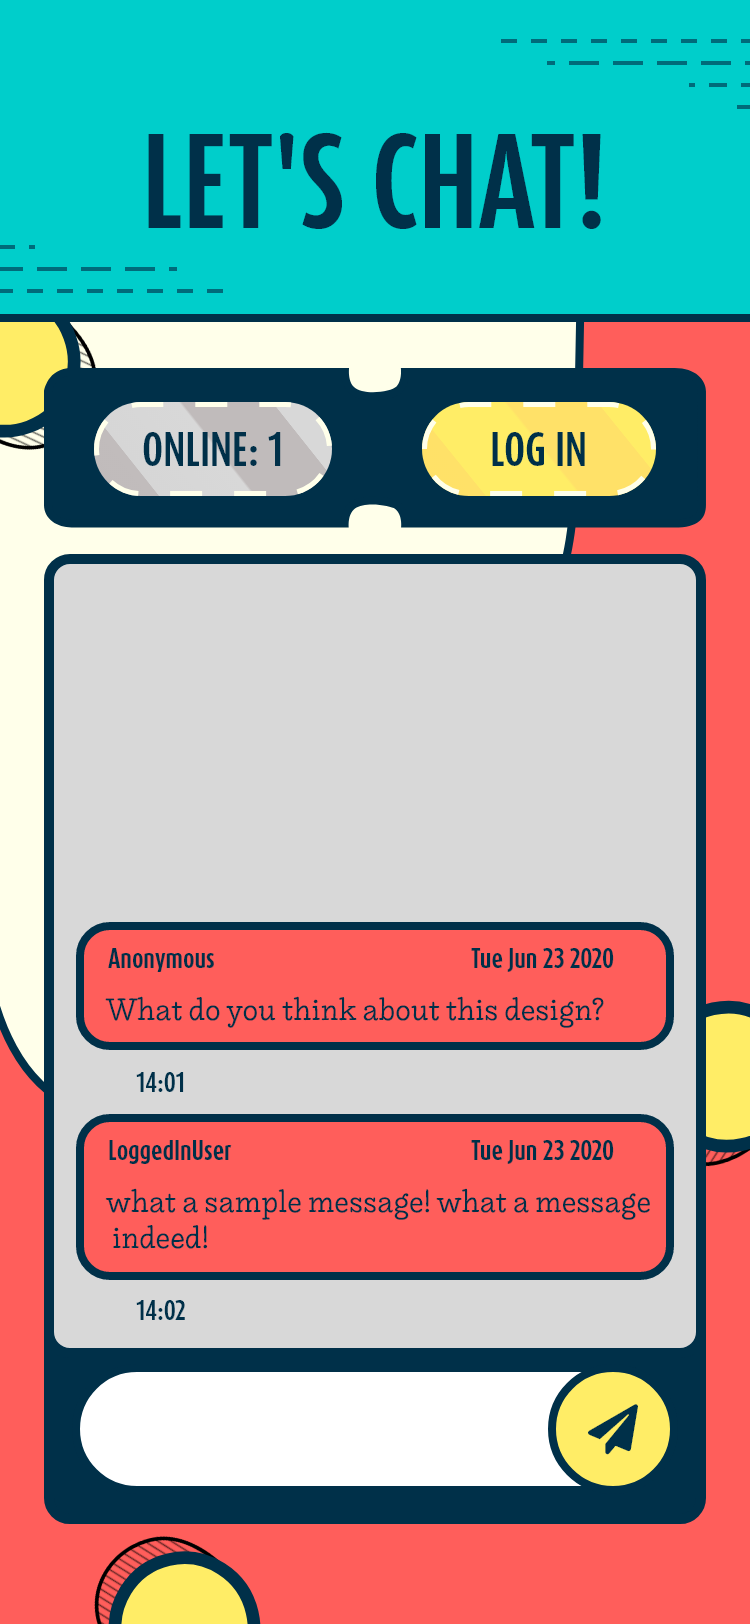 LET'S CHAT!
ONLINE: 1
LOG IN
Anonymous
Tue Jun 23 2020
What do you think about this design?
14:01
LoggedInUser
Tue Jun 23 2020
what a sample message! what a message
indeed!
14:02